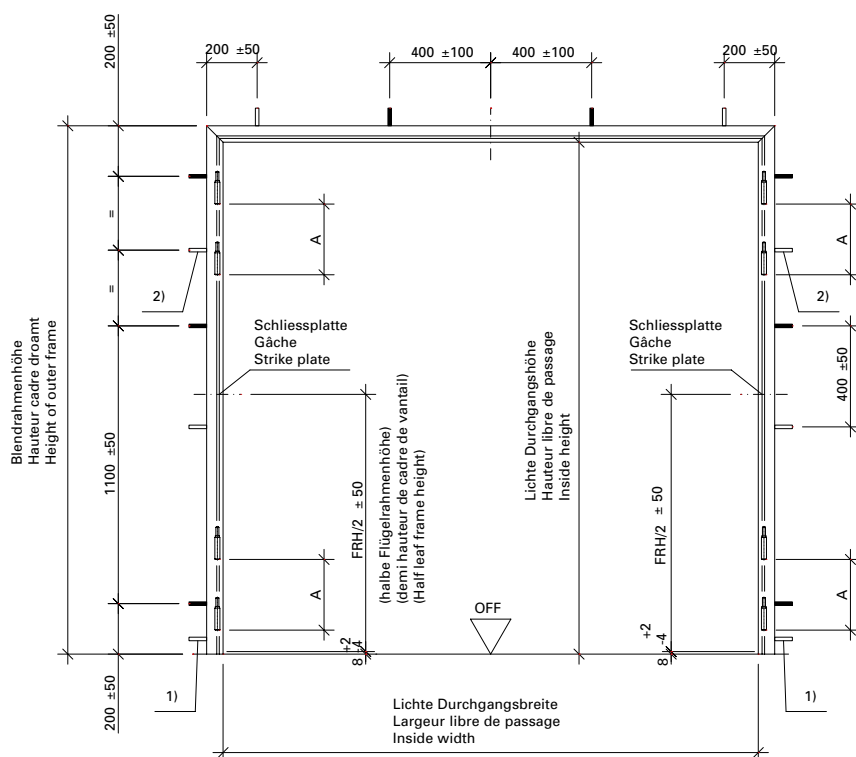 200 ±50
200 ±50
400 ±100
400 ±100
200 ±50
=
=
A
A
2)
2)
Schliessplatte
Gâche
Strike plate
Schliessplatte
Gâche
Strike plate
Blendrahmenhöhe
Hauteur cadre droamt
Height of outer frame
1100 ±50
FRH/2 ± 50
(halbe Flügelrahmenhöhe)
(demi hauteur de cadre de vantail)
(Half leaf frame height)
Lichte Durchgangshöhe
Hauteur libre de passage
Inside height
FRH/2 ± 50
400 ±50
A
A
OFF
8 +2 -4
8 +2 -4
200 ±50
1)
1)
Lichte Durchgangsbreite
Largeur libre de passage
Inside width